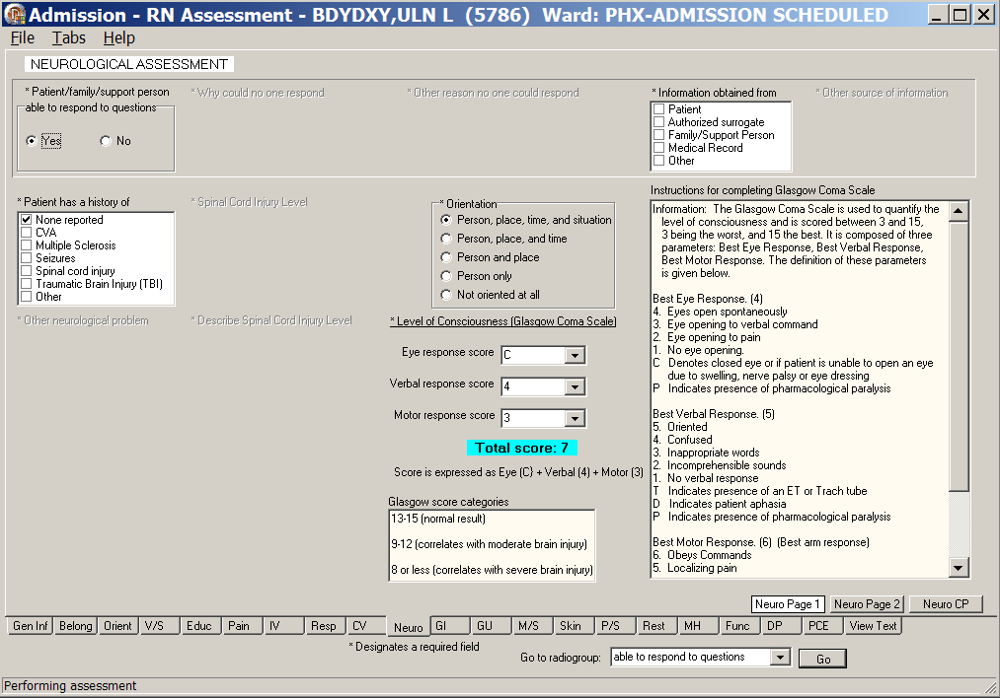 Admission - RN Assessment - BDYDXY,ULN L (5786) Ward: PHX-ADMISSION SCHEDULED
File Tabs Help
NEUROLOGICAL ASSESSMENT
* Patient/family/support person
able to respond to questions
Yes No
* Why could no one respond
* Other reason no one could respond
* Information obtained from
Patient
Authorized surrogate
Family/Support Person
Medical Record
Other
* Other source of information
* Patient has a history of
None reported
CVA
Multiple Sclerosis
Seizures
Spinal cord injury
Traumatic Brain Injury (TBI)
Other
* Spinal Cord Injury Level
* Orientation
Person, place, time, and situation
Person, place, and time
Person and place
Person only
Not oriented at all
* Other neurological problem
* Describe Spinal Cord Injury Level
* Level of Consciousness (Glasgow Coma Scale)
Eye response score C
Verbal response score 4
Motor response score 3
Total score: 7
Score is expressed as Eye (C) + Verbal (4) + Motor (3)
Glasgow score categories
13-15 (normal result)
9-12 (correlates with moderate brain injury)
8 or less (correlates with severe brain injury)
Instructions for completing Glasgow Coma Scale
Information: The Glasgow Coma Scale is used to quantify the
level of consciousness and is scored between 3 and 15,
3 being the worst, and 15 the best. It is composed of three
parameters: Best Eye Response, Best Verbal Response,
Best Motor Response. The definition of these parameters
is given below.
Best Eye Response. (4)
4. Eyes open spontaneously
3. Eye opening to verbal command
2. Eye opening to pain
1. No eye opening.
C Denotes closed eye or if patient is unable to open an eye
due to swelling, nerve palsy or eye dressing
P Indicates presence of pharmacological paralysis
Best Verbal Response. (5)
5. Oriented
4. Confused
3. Inappropriate words
2. Incomprehensible sounds
1. No verbal response
T Indicates presence of an ET or Trach tube
D Indicates patient aphasia
P Indicates presence of pharmacological paralysis
Best Motor Response. (6) (Best arm response)
6. Obeys Commands
5. Localizing pain
Neuro Page 1 Neuro Page 2 Neuro CP
Gen Inf Belong Orient V/S Educ Pain IV Resp CV Neuro GI GU M/S Skin P/S Rest MH Func DP PCE View Text
* Designates a required field
Go to radiogroup: able to respond to questions Go
Performing assessment